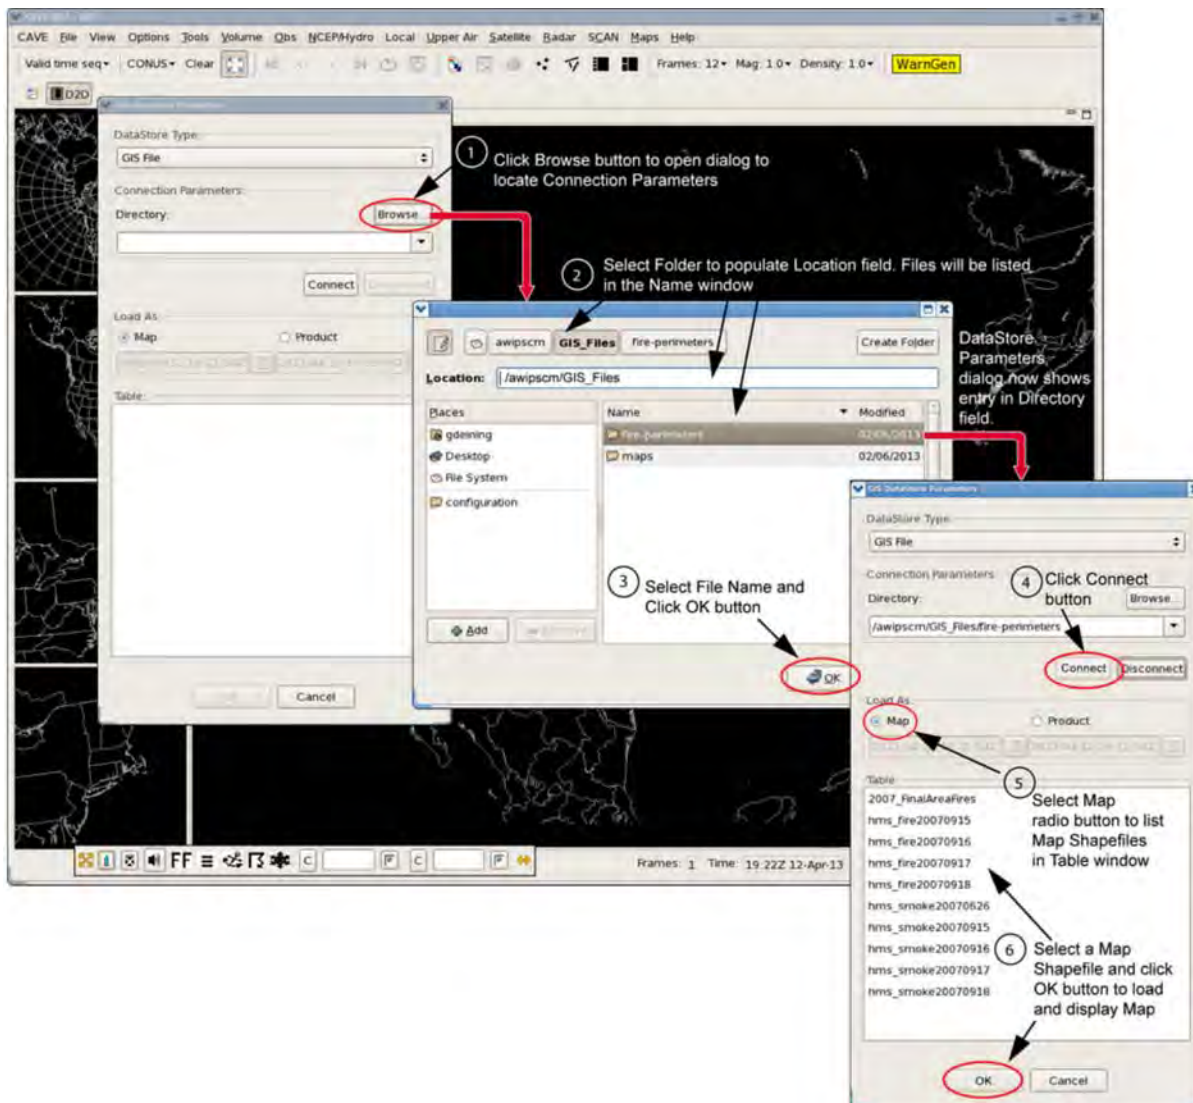 CAVE File View Options Tools Volume Obs NCEP/Hydro Local Upper Air Satellite Radar SCAN Maps Help
Valid time seq CONUS Clear Frames: 12 Mag: 1.0 Density: 1.0 WarnGen
D2D
DataStore Type:
GIS File
Connection Parameters:
Directory:
Browse...
Connect
Load As
Map Product
Table:
Cancel
1 Click Browse button to open dialog to
locate Connection Parameters
2 Select Folder to populate Location field. Files will be listed
in the Name window
awipscm GIS_Files fire-perimeters Create Folder
Location: /awipscm/GIS_Files
Places Name Modified
gdeining fire-perimeters 02/06/2013
Desktop maps 02/06/2013
File System
configuration
3 Select File Name and
Click OK button
Add
OK
DataStore
Parameters
dialog now shows
entry in Directory
field.
GIS DataStore Parameters
DataStore Type:
GIS File
Connection Parameters
4 Click Connect
button
Directory: Browse...
/awipscm/GIS_Files/fire-perimeters
Connect Disconnect
Load As
Map Product
Table:
2007_FinalAreaFires
hms_fire20070915
hms_fire20070916
hms_fire20070917
hms_fire20070918
hms_smoke20070626
hms_smoke20070915
hms_smoke20070916
hms_smoke20070917
hms_smoke20070918
5 Select Map
radio button to list
Map Shapefiles
in Table window
6 Select a Map
Shapefile and click
OK button to load
and display Map
OK Cancel
FF C F C F
Frames: 1 Time: 19:22Z 12-Apr-13